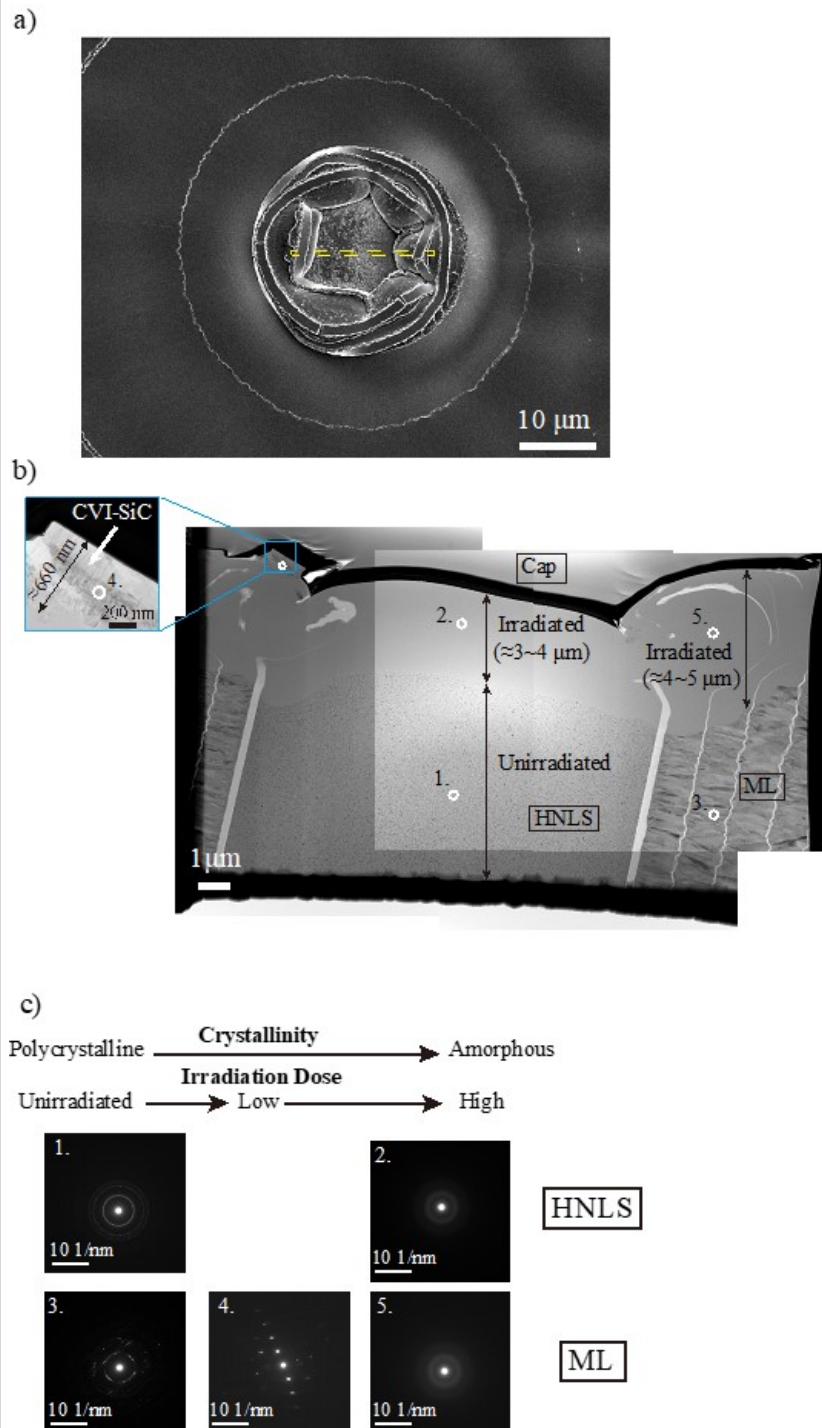 a)
10 μm
b)
CVI-SiC
≈660 nm
4.
200 nm
Cap
2.
Irradiated
(≈3~4 μm)
5.
Irradiated
(≈4~5 μm)
Unirradiated
1.
HNLS
ML
3.
1 μm
c)
Crystallinity
Polycrystalline
Amorphous
Irradiation Dose
Unirradiated
Low
High
1.
10 1/nm
2.
10 1/nm
HNLS
3.
10 1/nm
4.
10 1/nm
5.
10 1/nm
ML